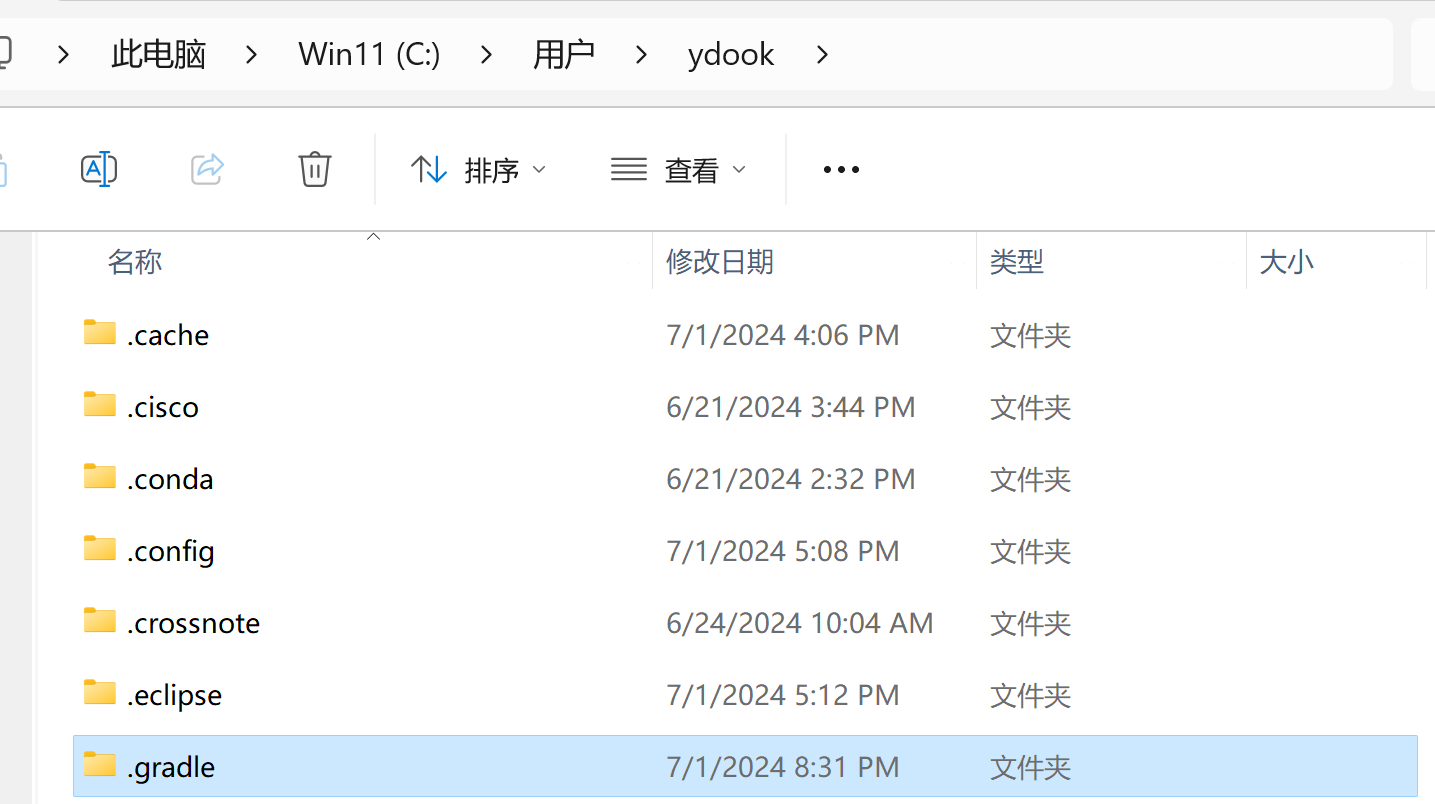 此电脑 > Win11 (C:) > 用户 > ydook >
A 排序 查看
名称 修改日期 类型 大小
.cache 7/1/2024 4:06 PM 文件夹
.cisco 6/21/2024 3:44 PM 文件夹
.conda 6/21/2024 2:32 PM 文件夹
.config 7/1/2024 5:08 PM 文件夹
.crossnote 6/24/2024 10:04 AM 文件夹
.eclipse 7/1/2024 5:12 PM 文件夹
.gradle 7/1/2024 8:31 PM 文件夹